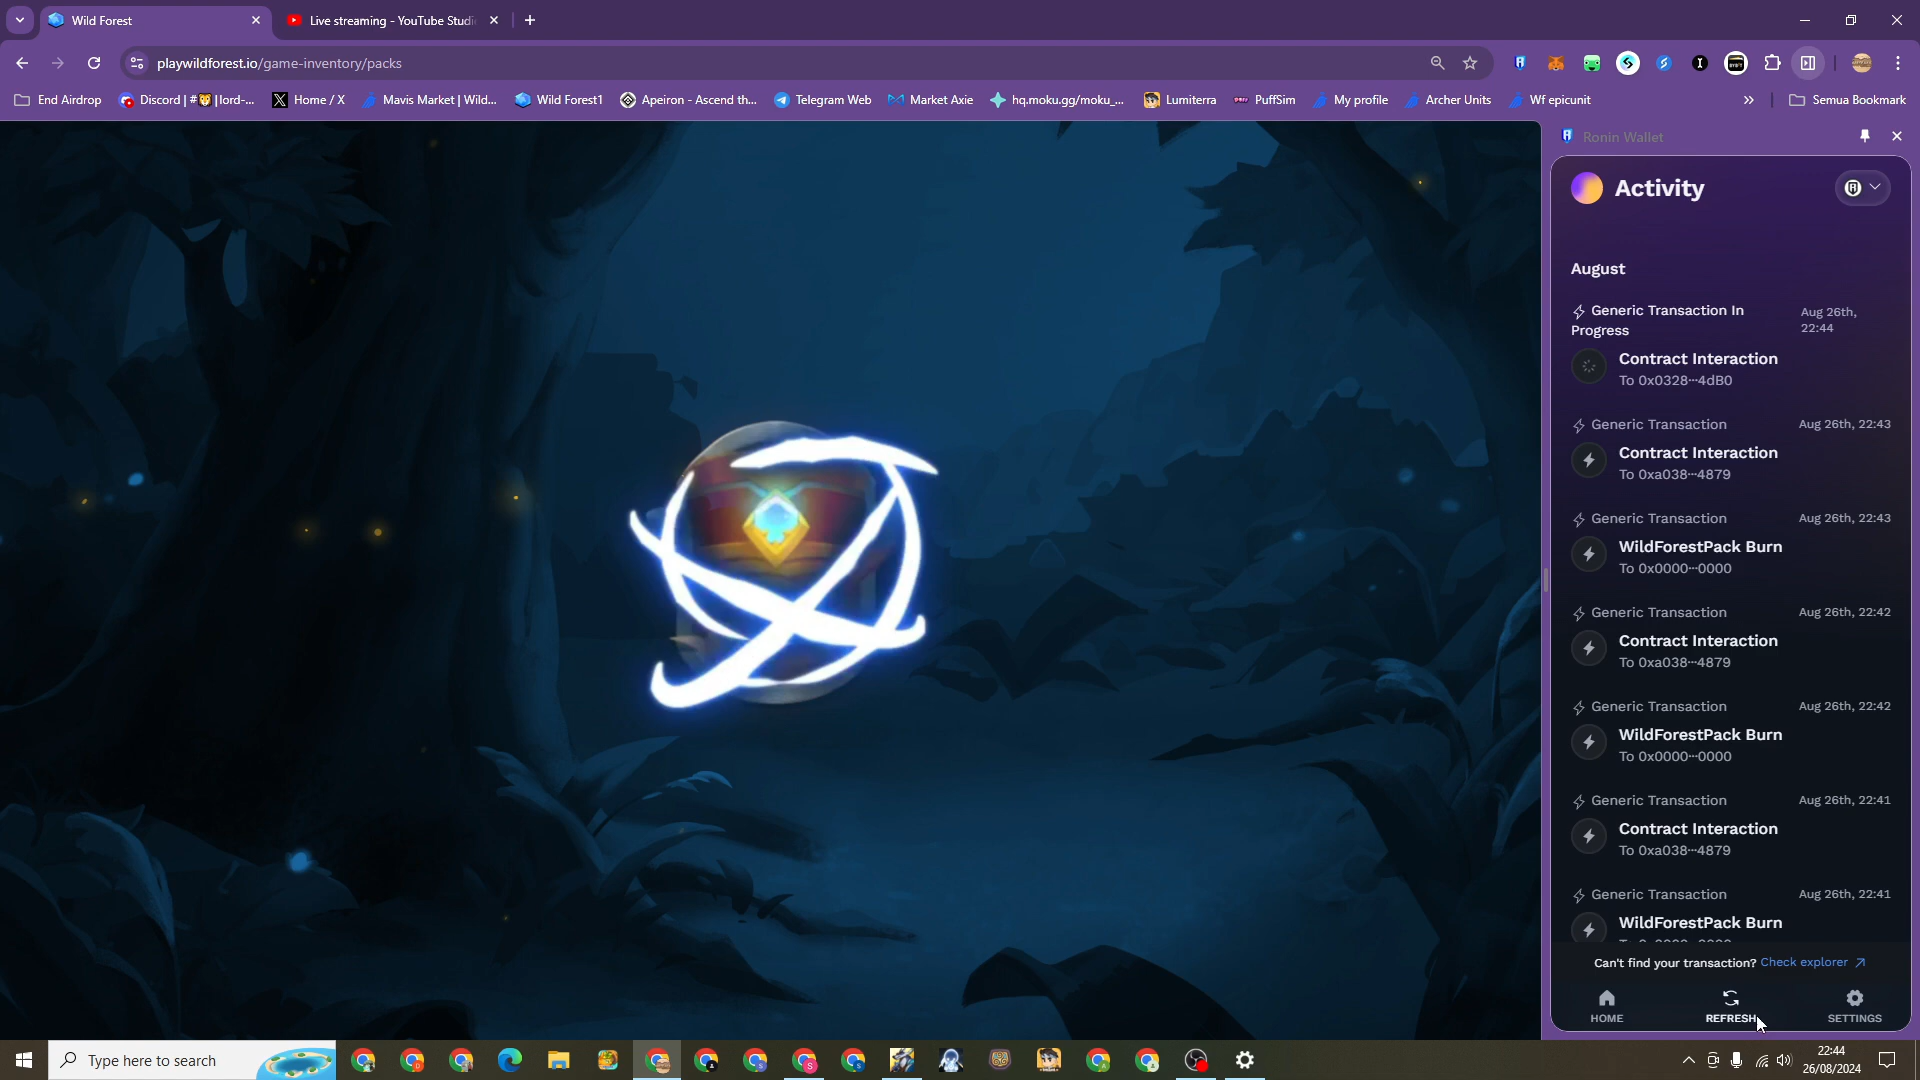 Wild Forest
Live streaming - YouTube Studi
playwildforest.io/game-inventory/packs
End Airdrop
Discord | #🦁|lord-...
Home / X
Mavis Market | Wild...
Wild Forest1
Apeiron - Ascend th...
Telegram Web
Market Axie
hq.moku.gg/moku_...
Lumiterra
PuffSim
My profile
Archer Units
Wf epicunit
Semua Bookmark
Ronin Wallet
Activity
August
Generic Transaction In Progress
Aug 26th, 22:44
Contract Interaction
To 0x0328···4dB0
Generic Transaction
Aug 26th, 22:43
Contract Interaction
To 0xa038···4879
Generic Transaction
Aug 26th, 22:43
WildForestPack Burn
To 0x0000···0000
Generic Transaction
Aug 26th, 22:42
Contract Interaction
To 0xa038···4879
Generic Transaction
Aug 26th, 22:42
WildForestPack Burn
To 0x0000···0000
Generic Transaction
Aug 26th, 22:41
Contract Interaction
To 0xa038···4879
Generic Transaction
Aug 26th, 22:41
WildForestPack Burn
Can't find your transaction? Check explorer
HOME
REFRESH
SETTINGS
Type here to search
22:44
26/08/2024